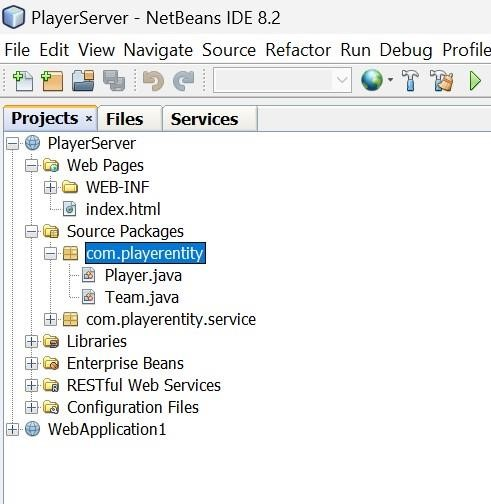 PlayerServer - NetBeans IDE 8.2
File Edit View Navigate Source Refactor Run Debug Profile
Projects × Files Services
PlayerServer
Web Pages
WEB-INF
index.html
Source Packages
com.playerentity
Player.java
Team.java
com.playerentity.service
Libraries
Enterprise Beans
RESTful Web Services
Configuration Files
WebApplication1